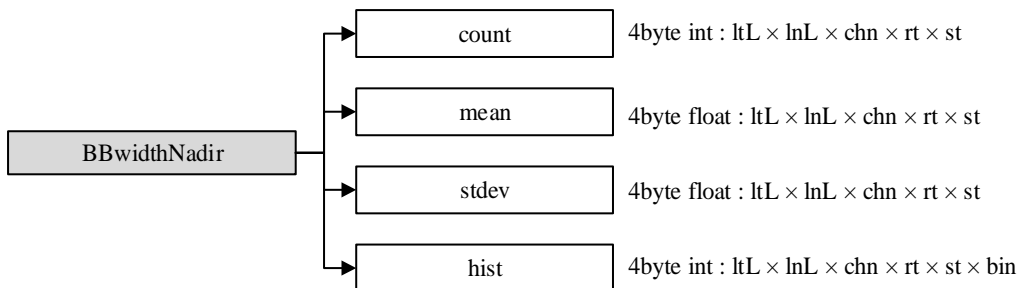 count 4byte int : ltL × lnL × chn × rt × st
mean 4byte float : ltL × lnL × chn × rt × st
BBwidthNadir
stdev 4byte float : ltL × lnL × chn × rt × st
hist 4byte int : ltL × lnL × chn × rt × st × bin